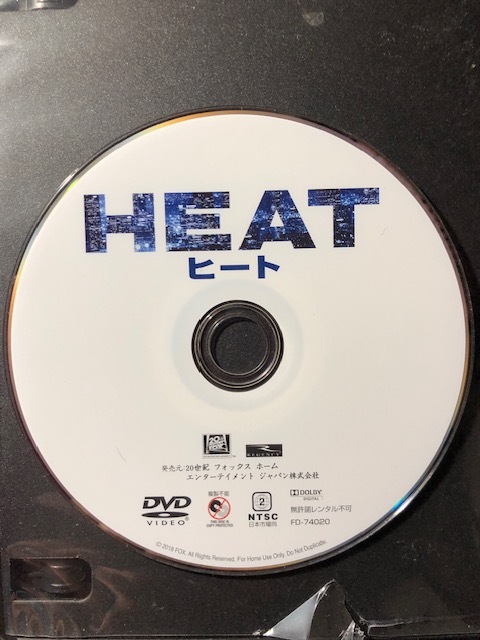 HEAT
ヒート
REGENCY
発売元:20世紀 フォックス ホーム
エンターテイメント ジャパン株式会社
DVD
VIDEO
複製不能
THIS DISC IS
COPY PROTECTED
2
NTSC
日本市場向
DOLBY
DIGITAL
無許諾レンタル不可
FD-74020
© 2018 FOX. All Rights Reserved. For Home Use Only. Do Not Duplicate.